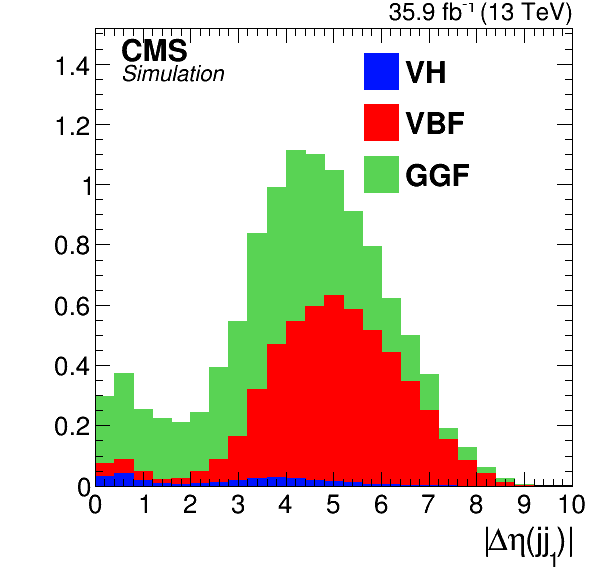 35.9 fb⁻¹ (13 TeV)
CMS
Simulation
VH
VBF
GGF
1.4
1.2
1
0.8
0.6
0.4
0.2
0
0 1 2 3 4 5 6 7 8 9 10
|Δη(jj₁)|